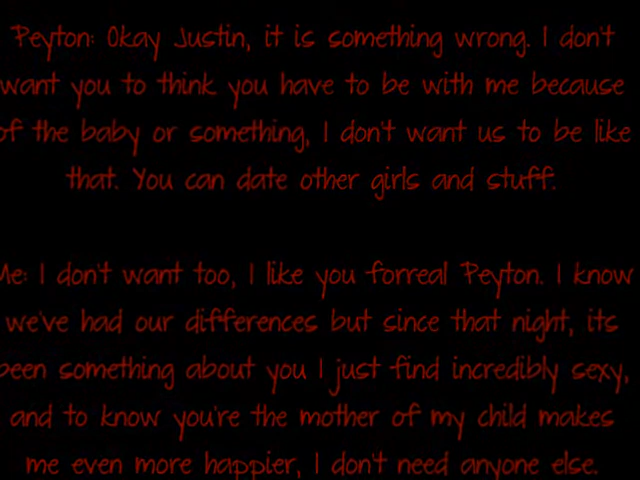 Peyton: Okay Justin, it is something wrong. I don't
want you to think you have to be with me because
of the baby or something, I don't want us to be like
that. You can date other girls and stuff.
Me: I don't want too, I like you forreal Peyton. I know
we've had our differences but since that night, its
been something about you I just find incredibly sexy,
and to know you're the mother of my child makes
me even more happier, I don't need anyone else.